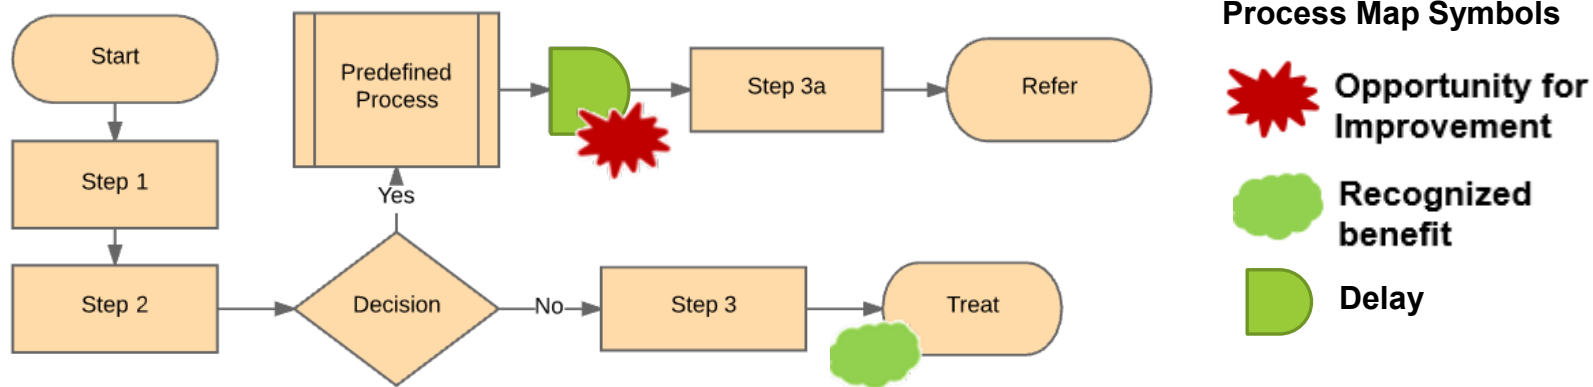 Start
Step 1
Step 2
Decision
Yes
Predefined
Process
Step 3a
Refer
No
Step 3
Treat
Process Map Symbols
Opportunity for
Improvement
Recognized
benefit
Delay